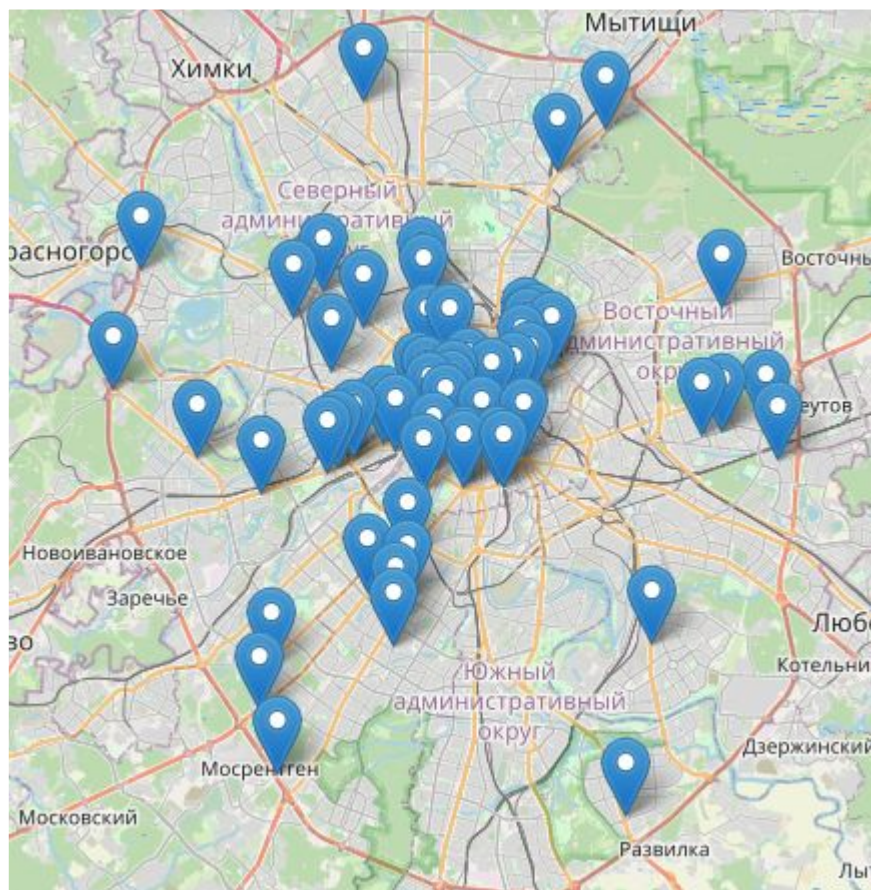 Мытищи
Химки
Северный
административный
расногорс
Восточны
Восточный
административный
окру
еутов
Новоивановское
Заречье
во
Любе
Южный
административный
округ
Котельни
Мосрентген
Дзержинский
Московский
Развилка
Лыт